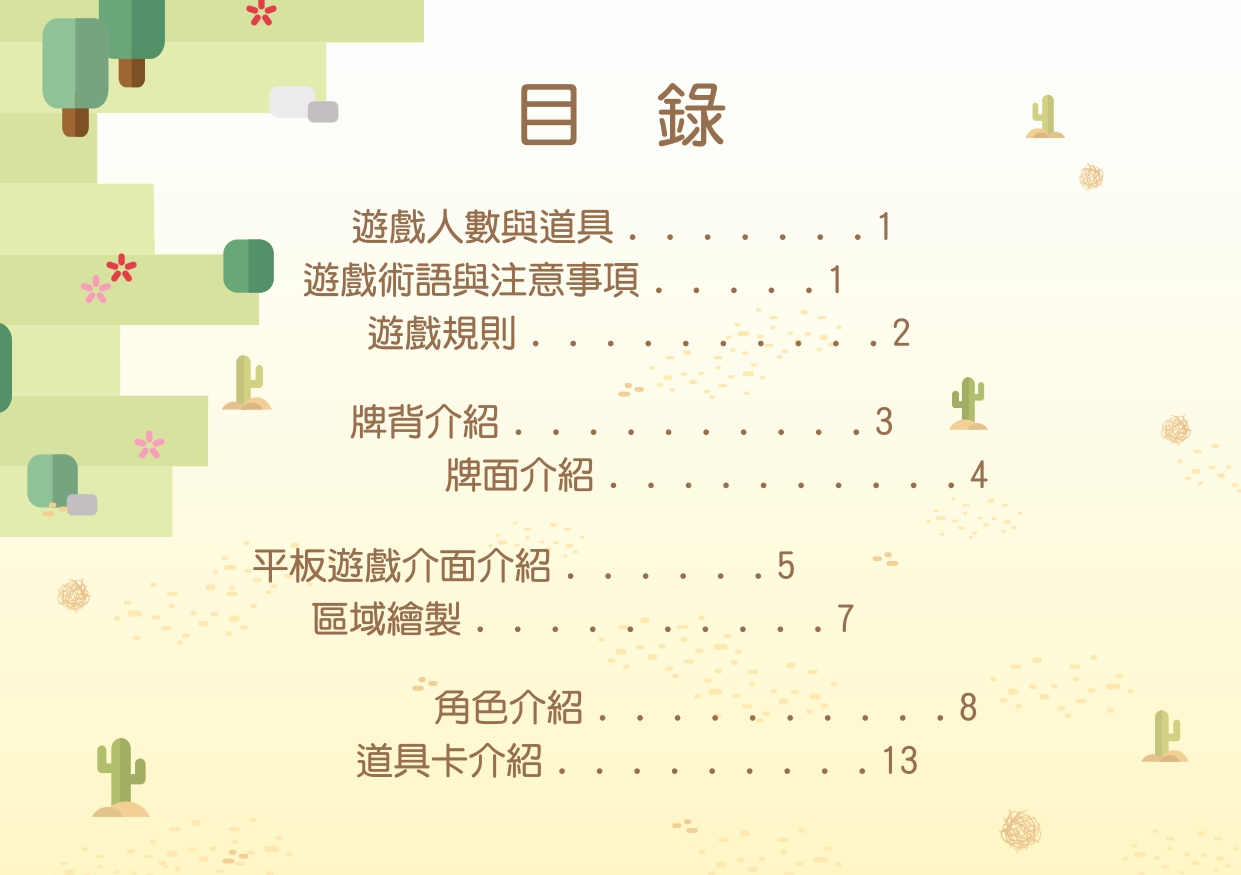 目 錄
遊戲人數與道具 . . . . . . . 1
遊戲術語與注意事項 . . . . . 1
遊戲規則 . . . . . . . . . . 2
牌背介紹 . . . . . . . . . . 3
牌面介紹 . . . . . . . . . . 4
平板遊戲介面介紹 . . . . . . 5
區域繪製 . . . . . . . . . . 7
角色介紹 . . . . . . . . . . 8
道具卡介紹 . . . . . . . . . 13